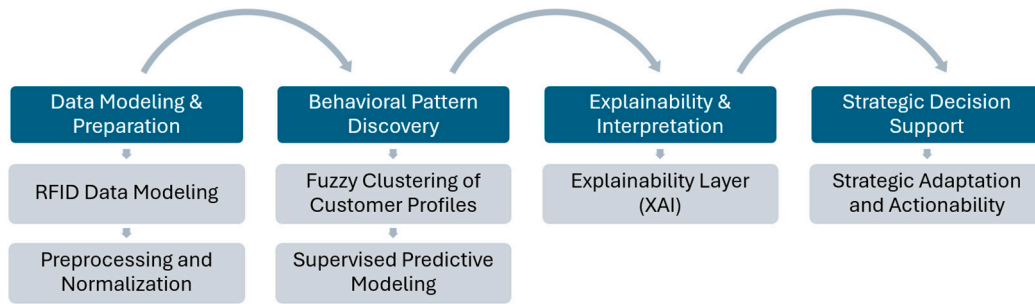 Data Modeling &
Preparation
RFID Data Modeling
Preprocessing and
Normalization
Behavioral Pattern
Discovery
Fuzzy Clustering of
Customer Profiles
Supervised Predictive
Modeling
Explainability &
Interpretation
Explainability Layer
(XAI)
Strategic Decision
Support
Strategic Adaptation
and Actionability